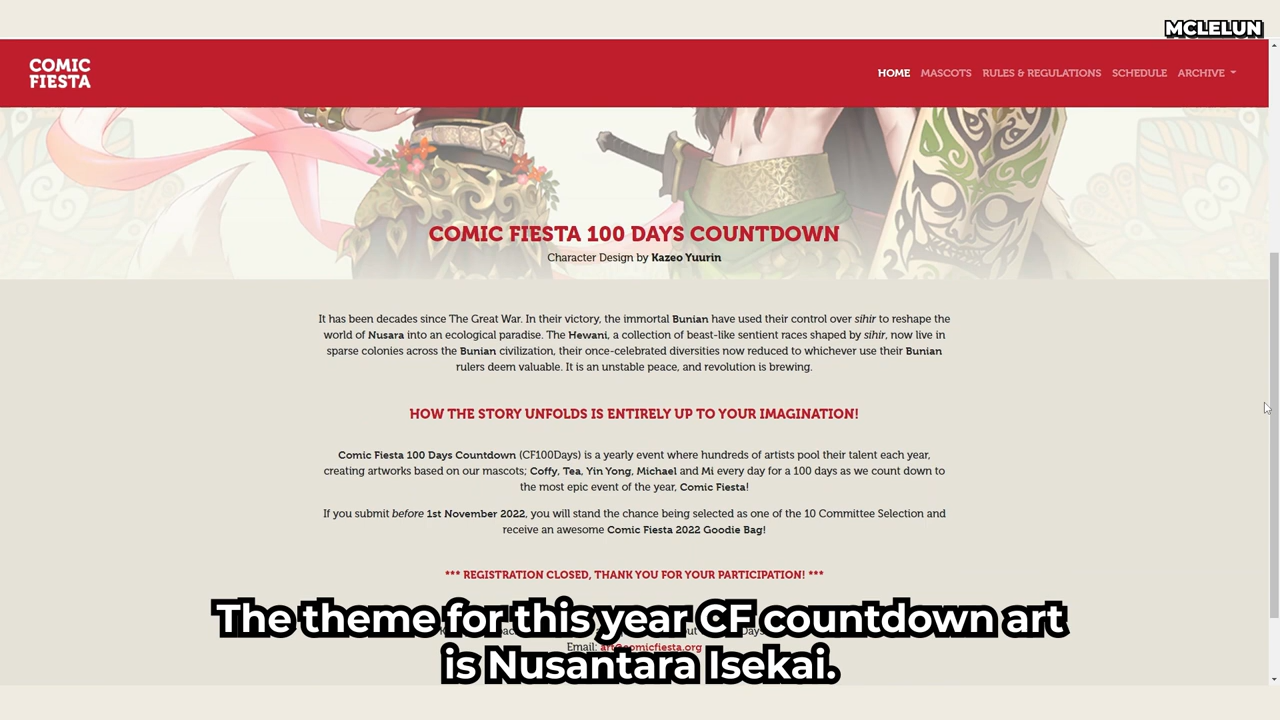 MCLELUN
COMIC
FIESTA
HOME MASCOTS RULES & REGULATIONS SCHEDULE ARCHIVE
COMIC FIESTA 100 DAYS COUNTDOWN
Character Design by Kazeo Yuurin
It has been decades since The Great War. In their victory, the immortal Bunian have used their control over sihir to reshape the
world of Nusara into an ecological paradise. The Hewani, a collection of beast-like sentient races shaped by sihir, now live in
sparse colonies across the Bunian civilization, their once-celebrated diversities now reduced to whichever use their Bunian
rulers deem valuable. It is an unstable peace, and revolution is brewing.
HOW THE STORY UNFOLDS IS ENTIRELY UP TO YOUR IMAGINATION!
Comic Fiesta 100 Days Countdown (CF100Days) is a yearly event where hundreds of artists pool their talent each year,
creating artworks based on our mascots; Coffy, Tea, Yin Yong, Michael and Mi every day for a 100 days as we count down to
the most epic event of the year, Comic Fiesta!
If you submit before 1st November 2022, you will stand the chance being selected as one of the 10 Committee Selection and
receive an awesome Comic Fiesta 2022 Goodie Bag!
*** REGISTRATION CLOSED, THANK YOU FOR YOUR PARTICIPATION! ***
The theme for this year CF countdown art
Email: art@comicfiesta.org
is Nusantara Isekai.